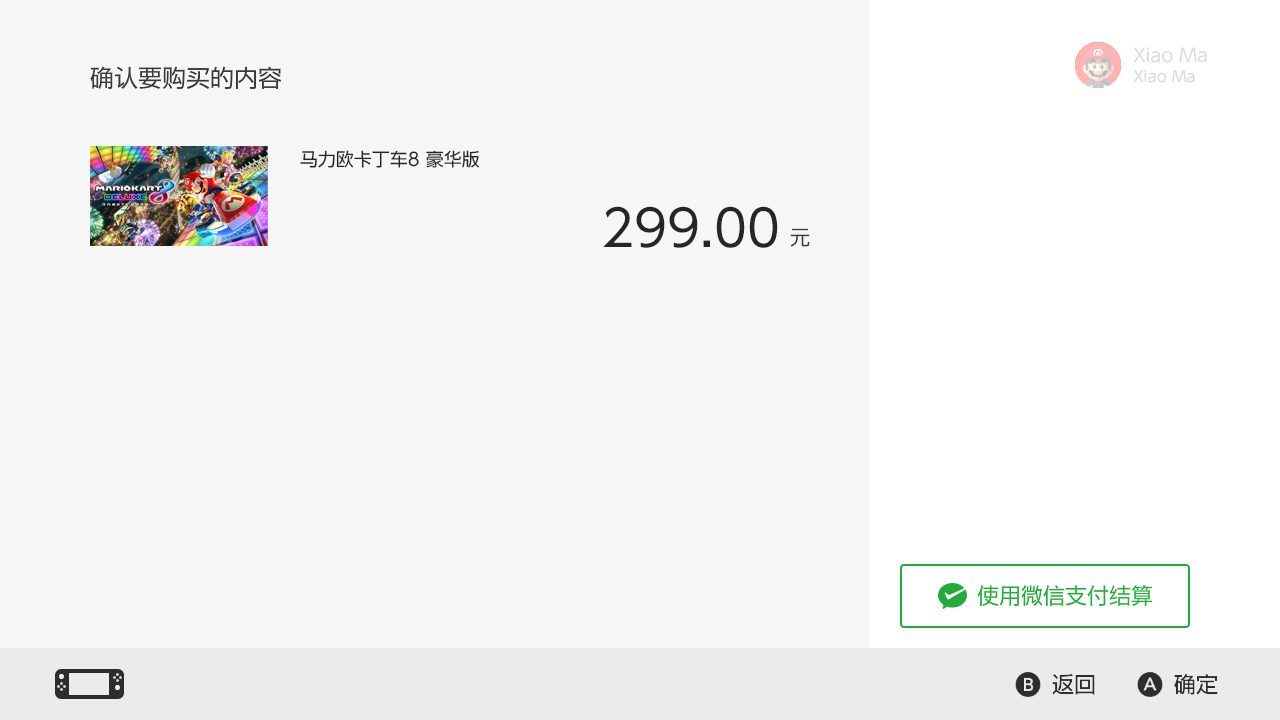 确认要购买的内容
Xiao Ma
Xiao Ma
马力欧卡丁车8 豪华版
MARIOKART 8
DELUXE
299.00 元
使用微信支付结算
B 返回 A 确定